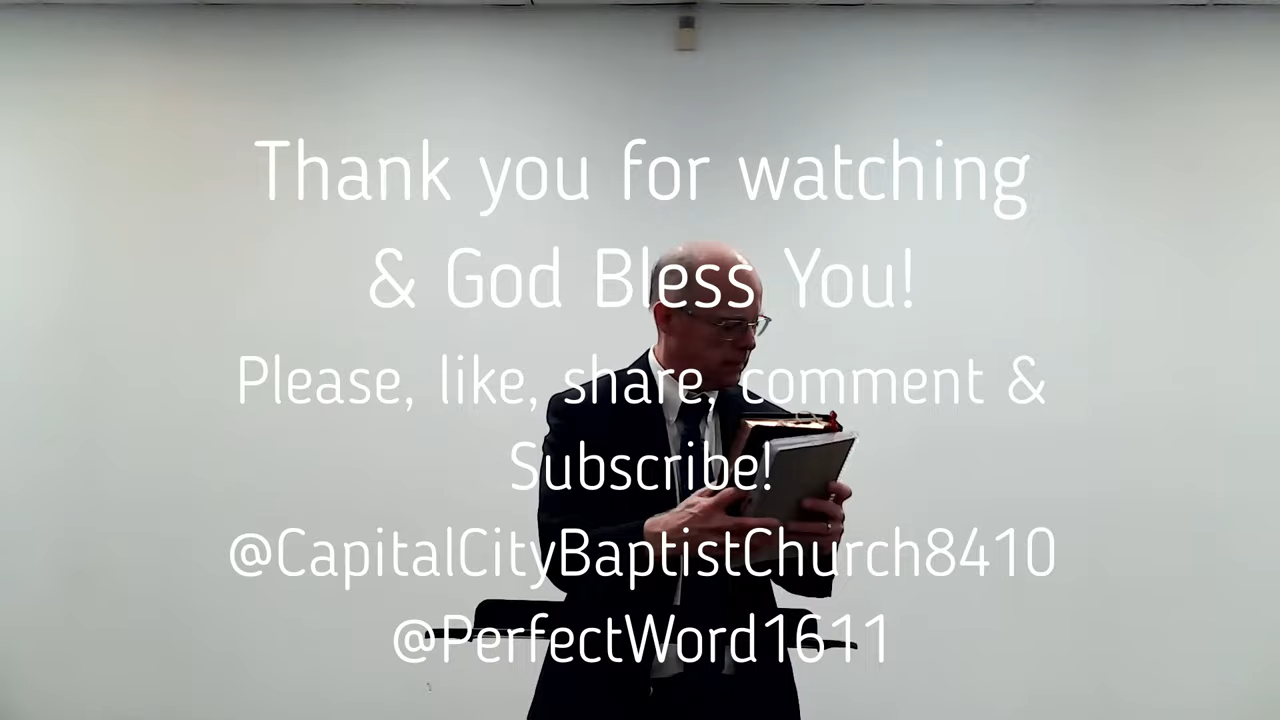 Thank you for watching
& God Bless You!
Please, like, share, comment &
Subscribe!
@CapitalCityBaptistChurch8410
@PerfectWord1611